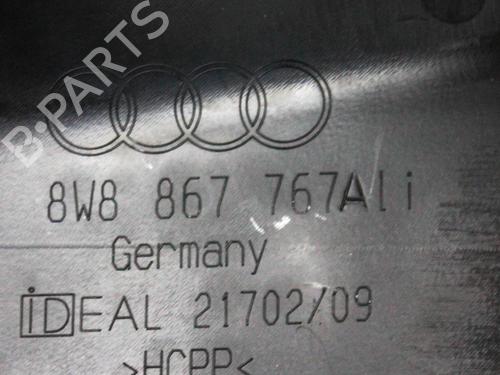 B-PARTS
8W8 867 767Ali
Germany
iDEAL 21702/09
>HCPP<